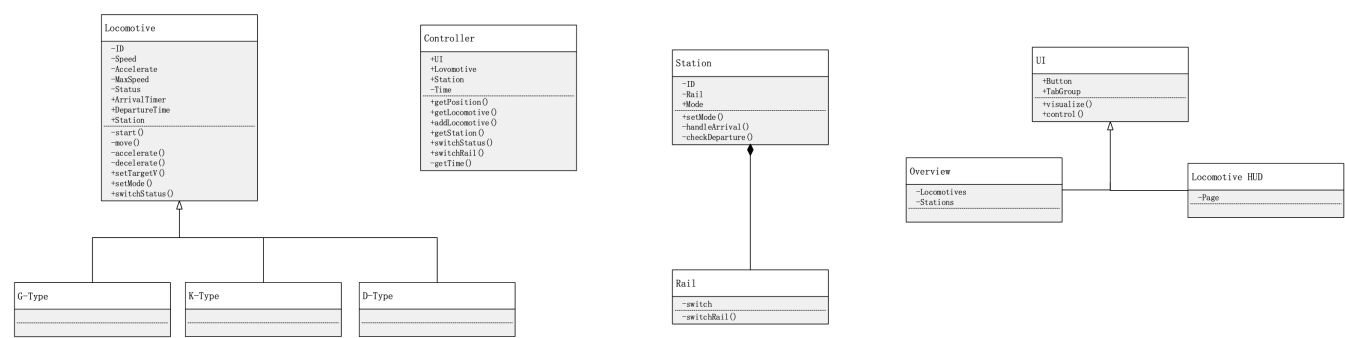 Locomotive
-ID
-Speed
-Accelerate
-MaxSpeed
-Status
+ArrivalTimer
+DepartureTime
+Station
-start()
-move()
-accelerate()
-decelerate()
+setTargetV()
+setMode()
+switchStatus()
G-Type
K-Type
D-Type
Controller
+UI
+Lovomotive
+Station
-Time
+getPosition()
+getLocomotive()
+addLocomotive()
+getStation()
+switchStatus()
+switchRail()
-getTime()
Station
-ID
-Rail
+Mode
+setMode()
-handleArrival()
-checkDeparture()
Rail
-switch
-switchRail()
UI
+Button
+TabGroup
+visualize()
+control()
Overview
-Locomotives
-Stations
Locomotive HUD
-Page